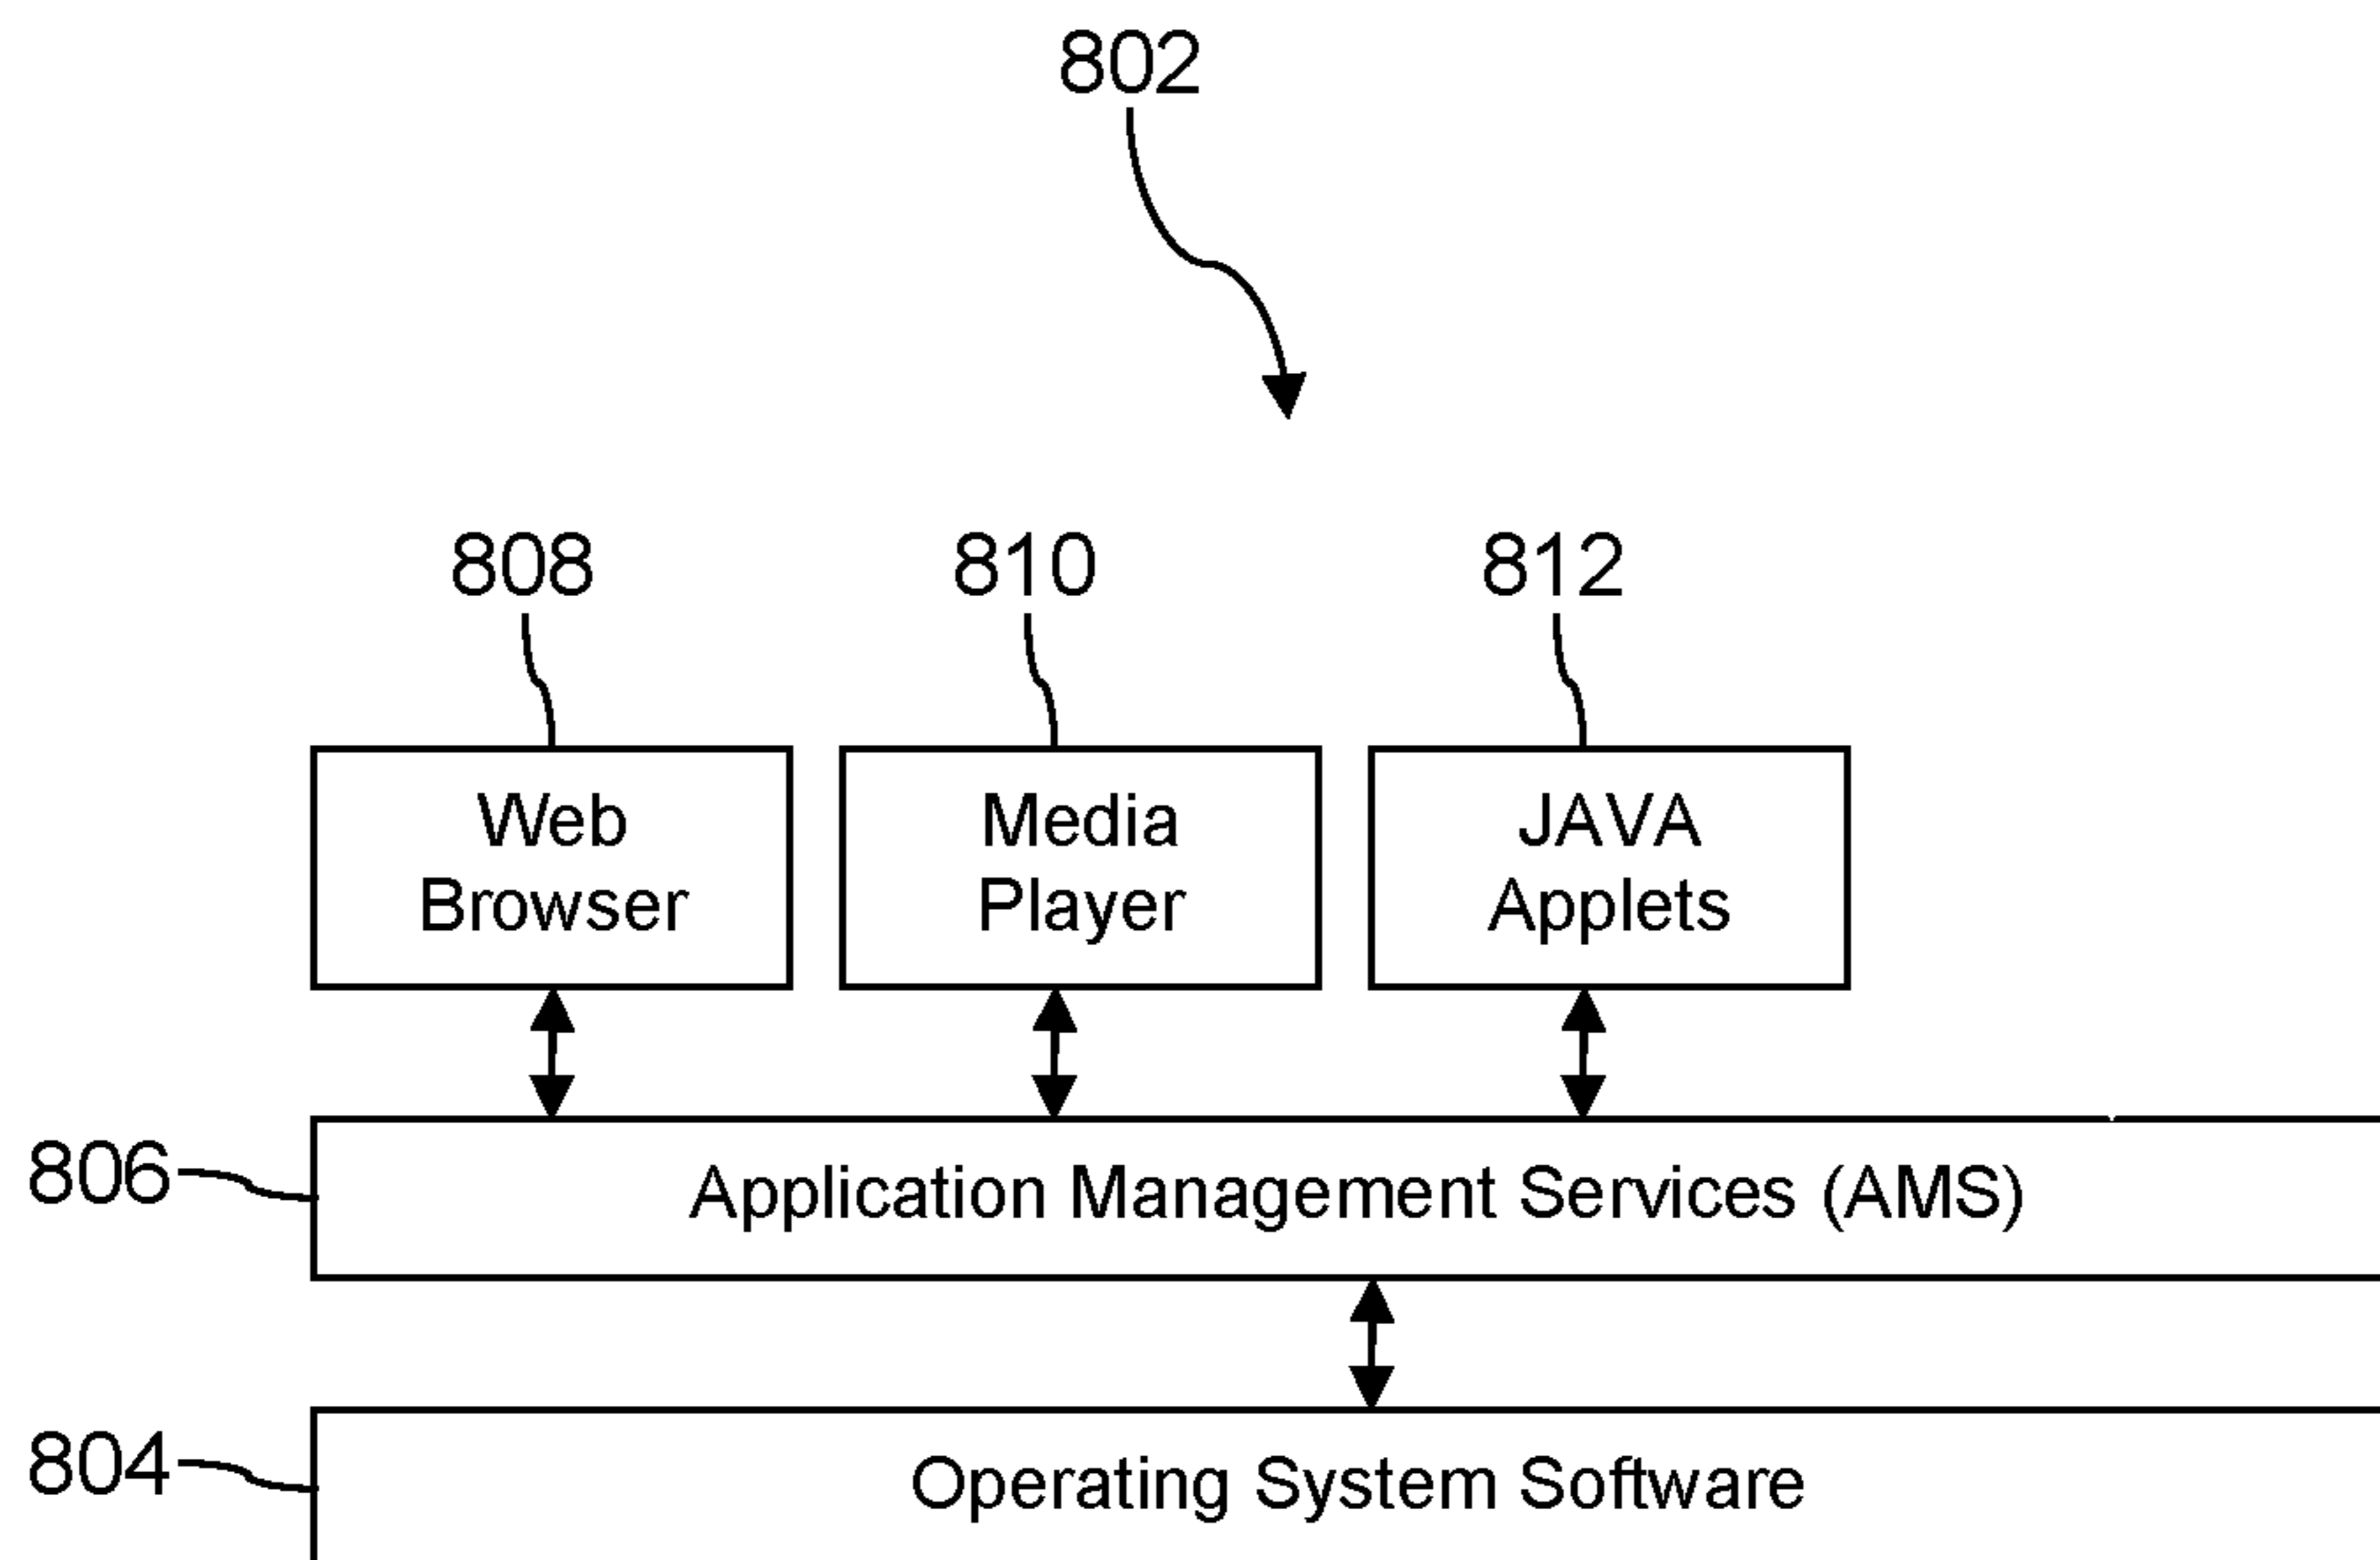 802
808
810
812
Web
Browser
Media
Player
JAVA
Applets
806
Application Management Services (AMS)
804
Operating System Software